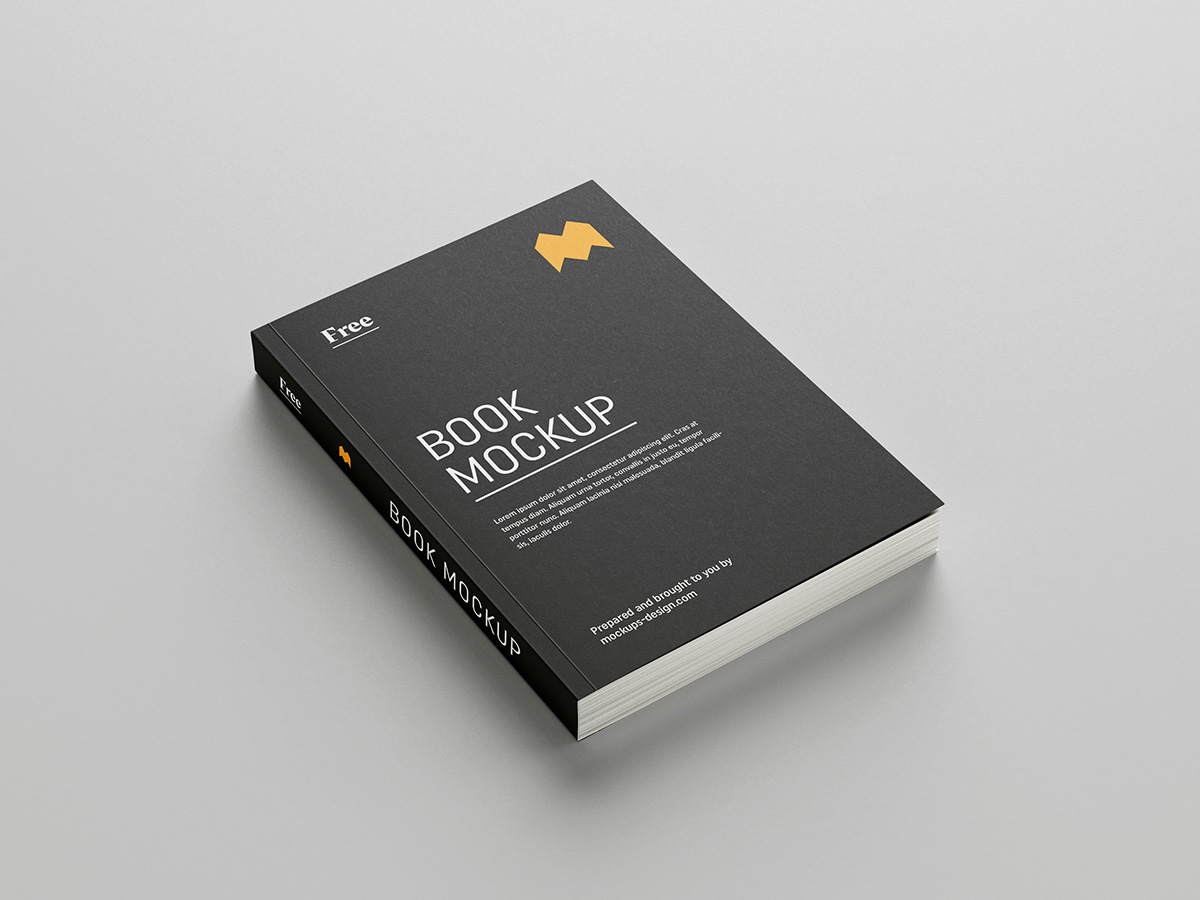 Free
BOOK
MOCKUP
Lorem ipsum dolor sit amet, consectetur adipiscing elit. Cras at
tempus diam. Aliquam urna tortor, convallis in justo eu, tempor
porttitor nunc. Aliquam lacinia nisi malesuada, blandit ligula facili-
sis, iaculis dolor.
Prepared and brought to you by
mockups-design.com
Free
BOOK MOCKUP